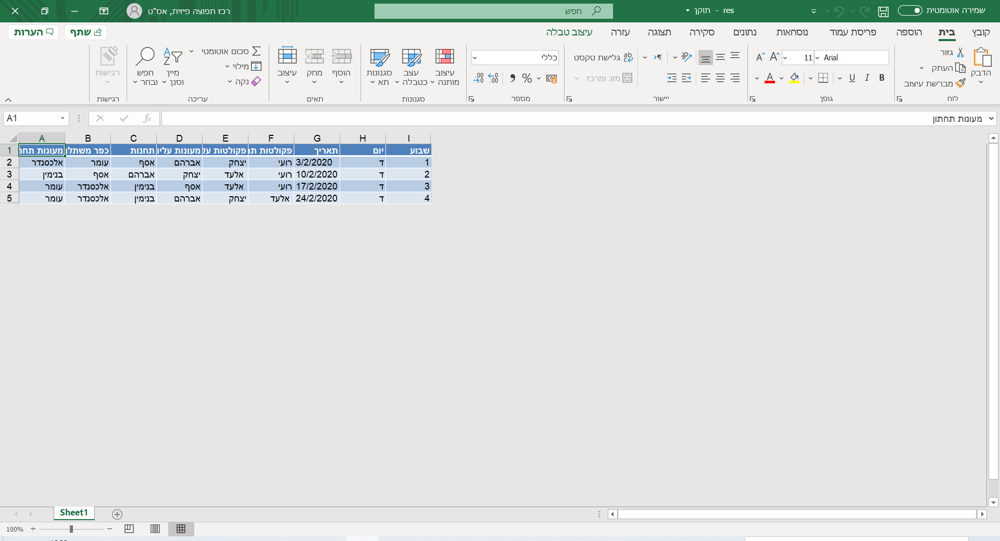 שמירה אוטומטית
res - תוקן
חפש
רכז תפוצה פיזית, אס"ט
קובץ בית הוספה פריסת עמוד נוסחאות נתונים סקירה תצוגה עזרה עיצוב טבלה
שתף הערות
הדבק
גזור
העתק
מברשת עיצוב
לוח
Arial 11
B I U
גופן
גלישת טקסט
מזג ומרכז
יישור
כללי
מספר
עיצוב מותנה
עצב כטבלה
סגנונות תא
סגנונות
הוסף מחק עיצוב
תאים
סכום אוטומטי
מילוי
נקה
מיין וסנן
חפש ובחר
עריכה
רגישות
רגישות
A1
fx
מעונות תחתון
A B C D E F G H I
1 שבוע יום תאריך פקולטות תח פקולטות על מעונות עליו תחנות כפר משתלנ מעונות תחר
2 1 ד 3/2/2020 רועי יצחק אברהם אסף עומר אלכסנדר
3 2 ד 10/2/2020 רועי אלעד יצחק אברהם אסף בנימין
4 3 ד 17/2/2020 רועי אלעד אסף בנימין אלכסנדר עומר
5 4 ד 24/2/2020 אלעד יצחק אברהם בנימין אלכסנדר עומר
Sheet1
100%